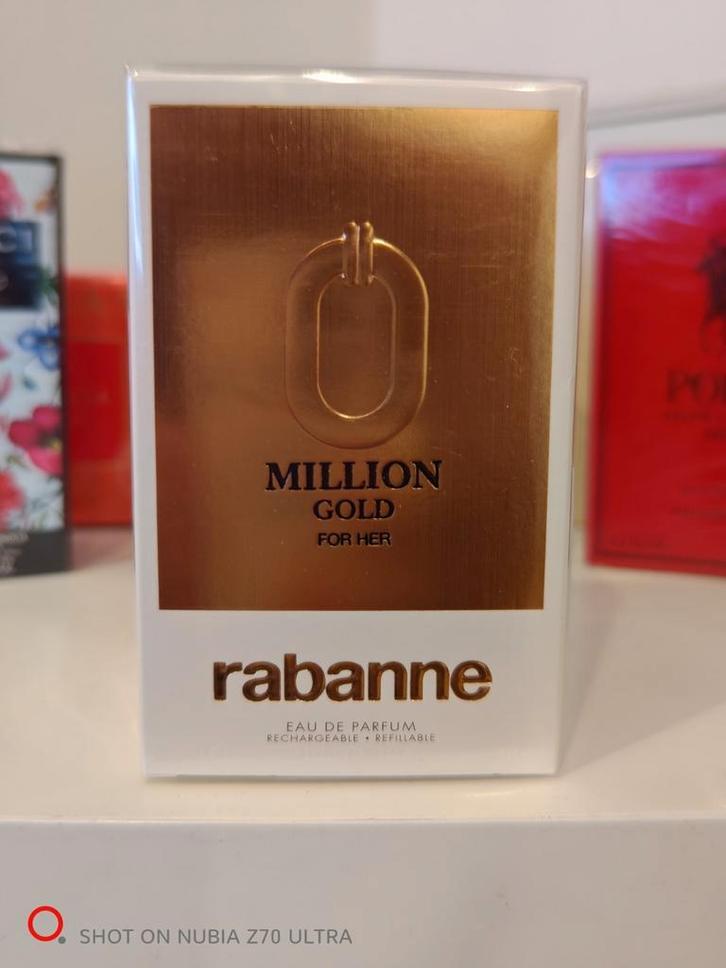 MILLION
GOLD
FOR HER
rabanne
EAU DE PARFUM
RECHARGEABLE • REFILLABLE
SHOT ON NUBIA Z70 ULTRA